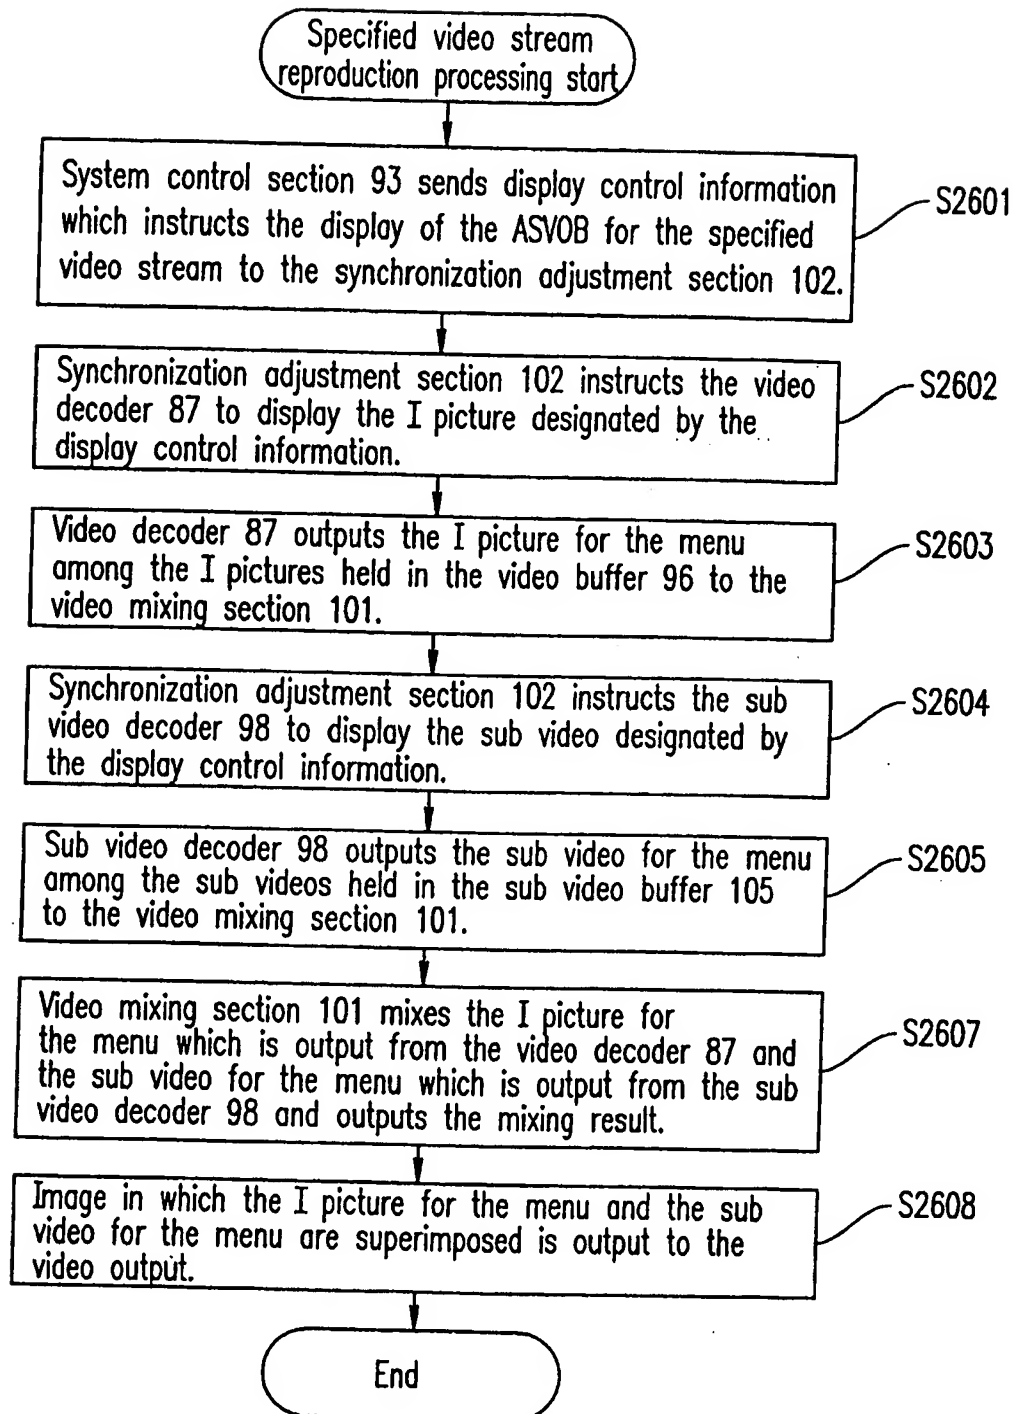 Specified video stream
reproduction processing start
System control section 93 sends display control information
which instructs the display of the ASVOB for the specified
video stream to the synchronization adjustment section 102.
S2601
Synchronization adjustment section 102 instructs the video
decoder 87 to display the I picture designated by the
display control information.
S2602
Video decoder 87 outputs the I picture for the menu
among the I pictures held in the video buffer 96 to the
video mixing section 101.
S2603
Synchronization adjustment section 102 instructs the sub
video decoder 98 to display the sub video designated by
the display control information.
S2604
Sub video decoder 98 outputs the sub video for the menu
among the sub videos held in the sub video buffer 105
to the video mixing section 101.
S2605
Video mixing section 101 mixes the I picture for
the menu which is output from the video decoder 87 and
the sub video for the menu which is output from the sub
video decoder 98 and outputs the mixing result.
S2607
Image in which the I picture for the menu and the sub
video for the menu are superimposed is output to the
video output.
S2608
End